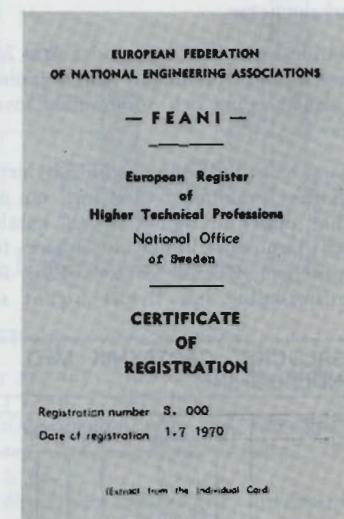 EUROPEAN FEDERATION
OF NATIONAL ENGINEERING ASSOCIATIONS
— FEANI —
European Register
of
Higher Technical Professions
National Office
of Sweden
CERTIFICATE
OF
REGISTRATION
Registration number S. 000
Date of registration 1.7 1970
(Extract from the Individual Card)